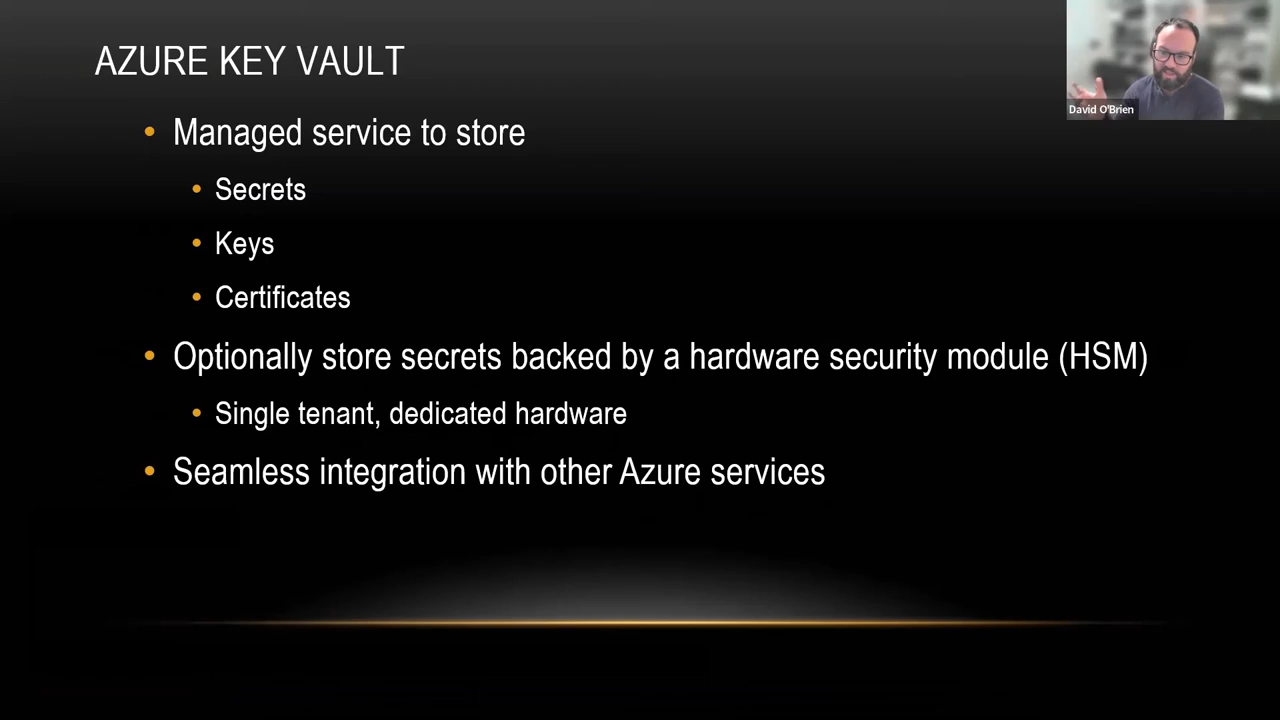 AZURE KEY VAULT
David O'Brien
• Managed service to store
• Secrets
• Keys
• Certificates
• Optionally store secrets backed by a hardware security module (HSM)
• Single tenant, dedicated hardware
• Seamless integration with other Azure services